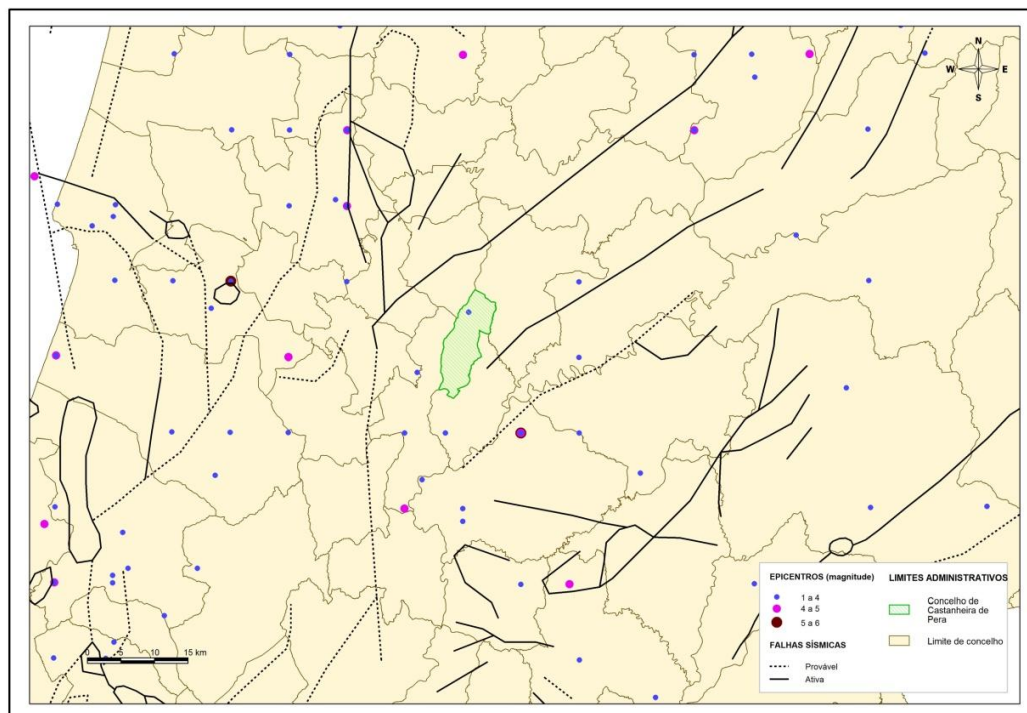 N
W E
S
EPICENTROS (magnitude)
1 a 4
4 a 5
5 a 6
FALHAS SÍSMICAS
Provável
Ativa
LIMITES ADMINISTRATIVOS
Concelho de
Castanheira de
Pera
Limite de concelho
0 5 10 15 km